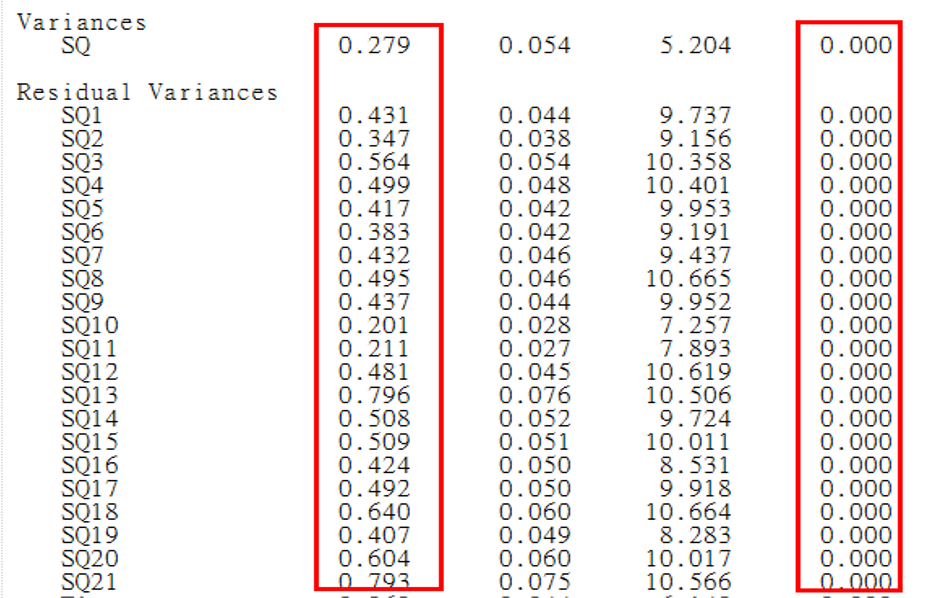 Variances
SQ 0.279 0.054 5.204 0.000
Residual Variances
SQ1 0.431 0.044 9.737 0.000
SQ2 0.347 0.038 9.156 0.000
SQ3 0.564 0.054 10.358 0.000
SQ4 0.499 0.048 10.401 0.000
SQ5 0.417 0.042 9.953 0.000
SQ6 0.383 0.042 9.191 0.000
SQ7 0.432 0.046 9.437 0.000
SQ8 0.495 0.046 10.665 0.000
SQ9 0.437 0.044 9.952 0.000
SQ10 0.201 0.028 7.257 0.000
SQ11 0.211 0.027 7.893 0.000
SQ12 0.481 0.045 10.619 0.000
SQ13 0.796 0.076 10.506 0.000
SQ14 0.508 0.052 9.724 0.000
SQ15 0.509 0.051 10.011 0.000
SQ16 0.424 0.050 8.531 0.000
SQ17 0.492 0.050 9.918 0.000
SQ18 0.640 0.060 10.664 0.000
SQ19 0.407 0.049 8.283 0.000
SQ20 0.604 0.060 10.017 0.000
SQ21 0.793 0.075 10.566 0.000